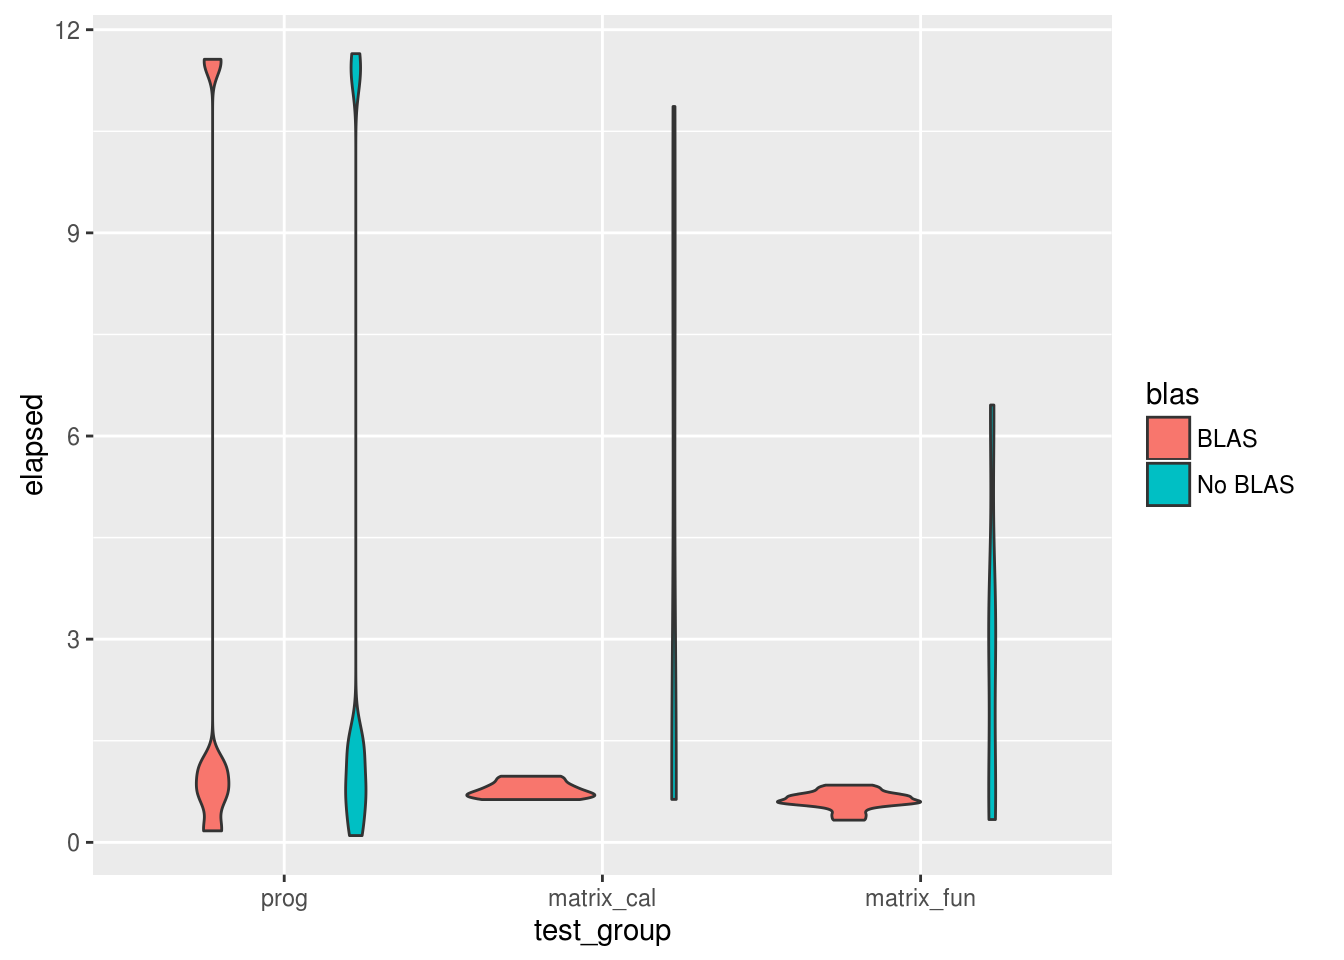 12
9
6
3
0
elapsed
prog
matrix_cal
matrix_fun
test_group
blas
BLAS
No BLAS